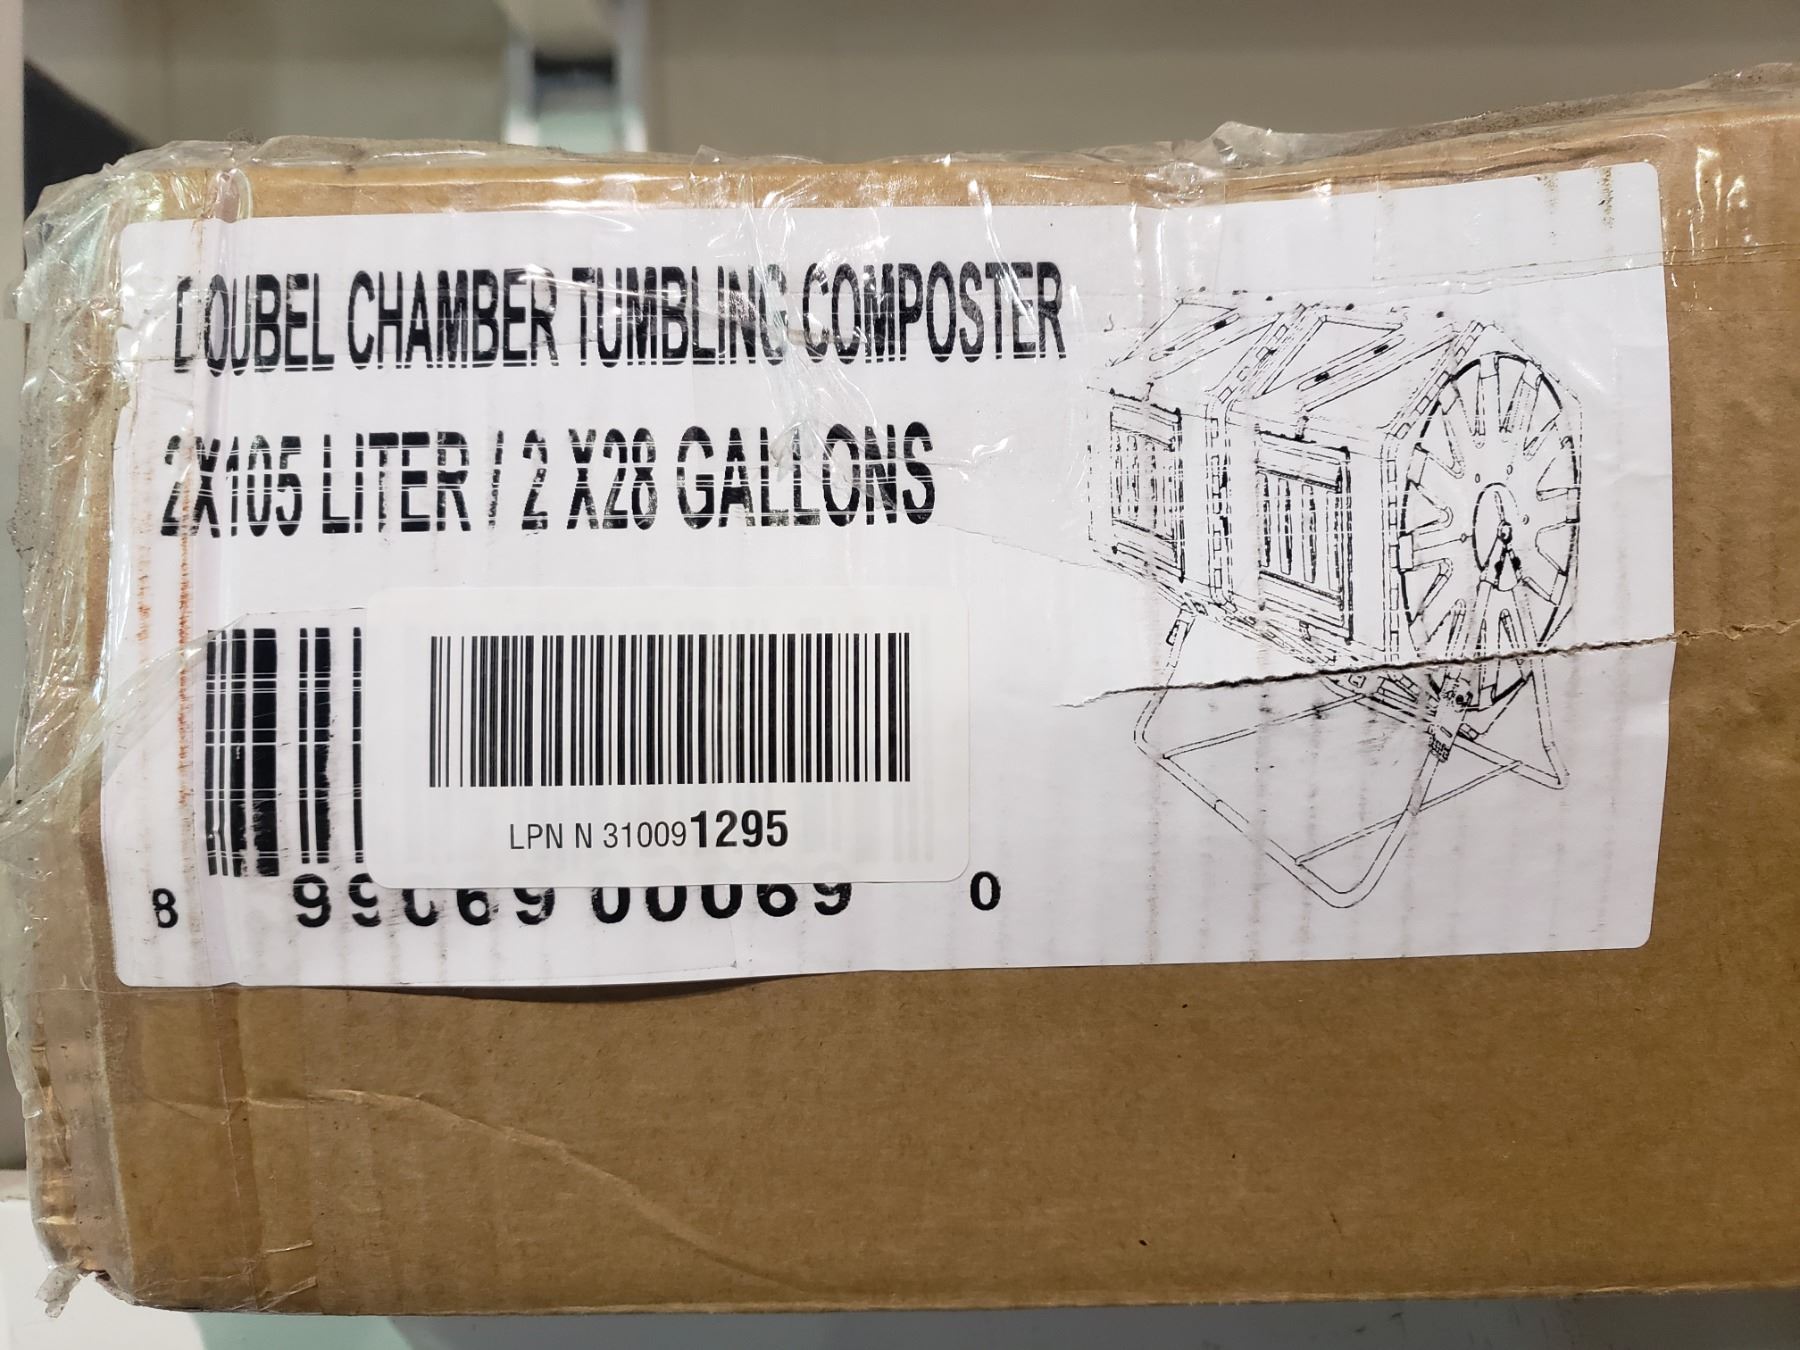 DOUBEL CHAMBER TUMBLING COMPOSTER
2X105 LITER / 2 X28 GALLONS
LPN N 310091295
8 99069 00069 0